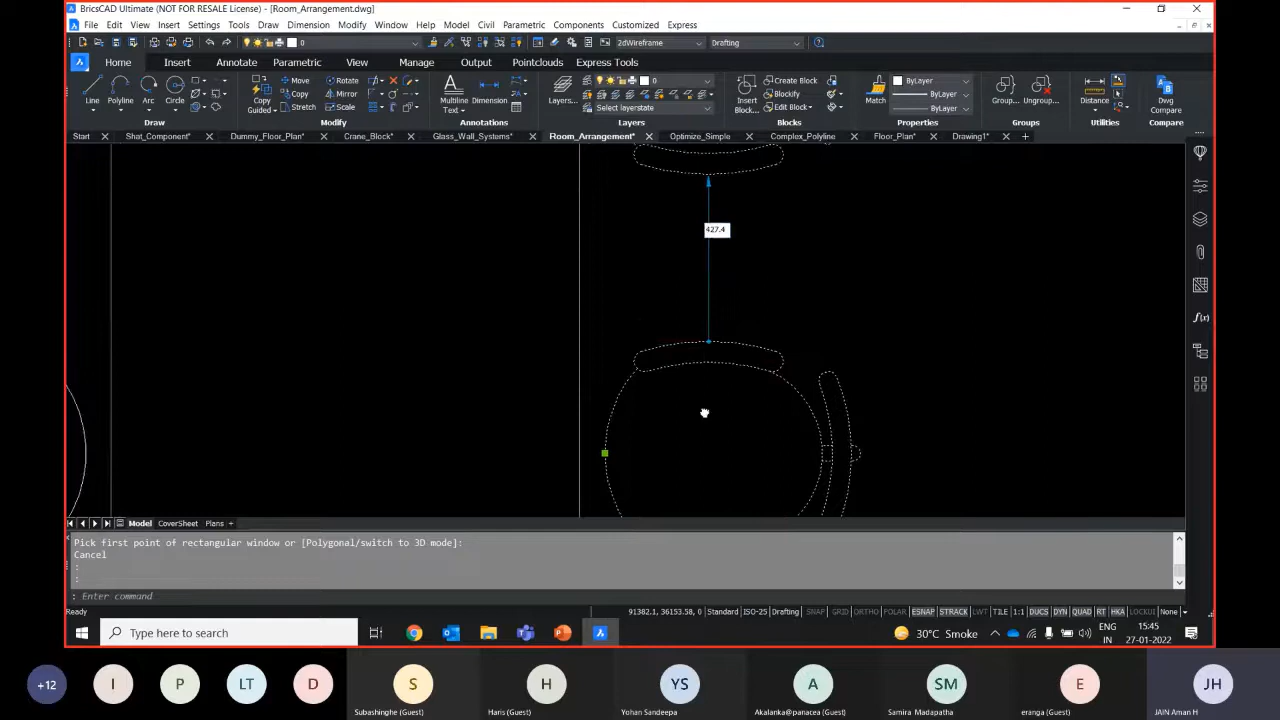 BricsCAD Ultimate (NOT FOR RESALE License) - [Room_Arrangement.dwg]
File Edit View Insert Settings Tools Draw Dimension Modify Window Help Model Civil Parametric Components Customized Express
0 2dWireframe Drafting
Home Insert Annotate Parametric View Manage Output Pointclouds Express Tools
Line Polyline Arc Circle Copy Guided Move Copy Stretch Rotate Mirror Scale Multiline Text Dimension Layers... 0 Select layerstate Insert Block... Create Block Blockify Edit Block Match ByLayer ByLayer ByLayer Group... Ungroup... Distance Dwg Compare
Draw Modify Annotations Layers Blocks Properties Groups Utilities Compare
Start Shat_Component* Dummy_Floor_Plan* Crane_Block* Glass_Wall_Systems* Room_Arrangement* Optimize_Simple Complex_Polyline Floor_Plan* Drawing1*
427.4
f(x)
Model CoverSheet Plans
Pick first point of rectangular window or [Polygonal/switch to 3D mode]:
Cancel
:
:
: Enter command
Ready 91382.1, 36153.58, 0 Standard ISO-25 Drafting SNAP GRID ORTHO POLAR ESNAP STRACK LWT TILE 1:1 DUCS DYN QUAD RT HKA LOCKUI None
Type here to search 30°C Smoke ENG IN 15:45 27-01-2022
+12 I P LT D S H YS A SM E JH
Subashinghe (Guest) Haris (Guest) Yohan Sandeepa Akalanka@panacea (Guest) Samira Madapatha eranga (Guest) JAIN Aman H